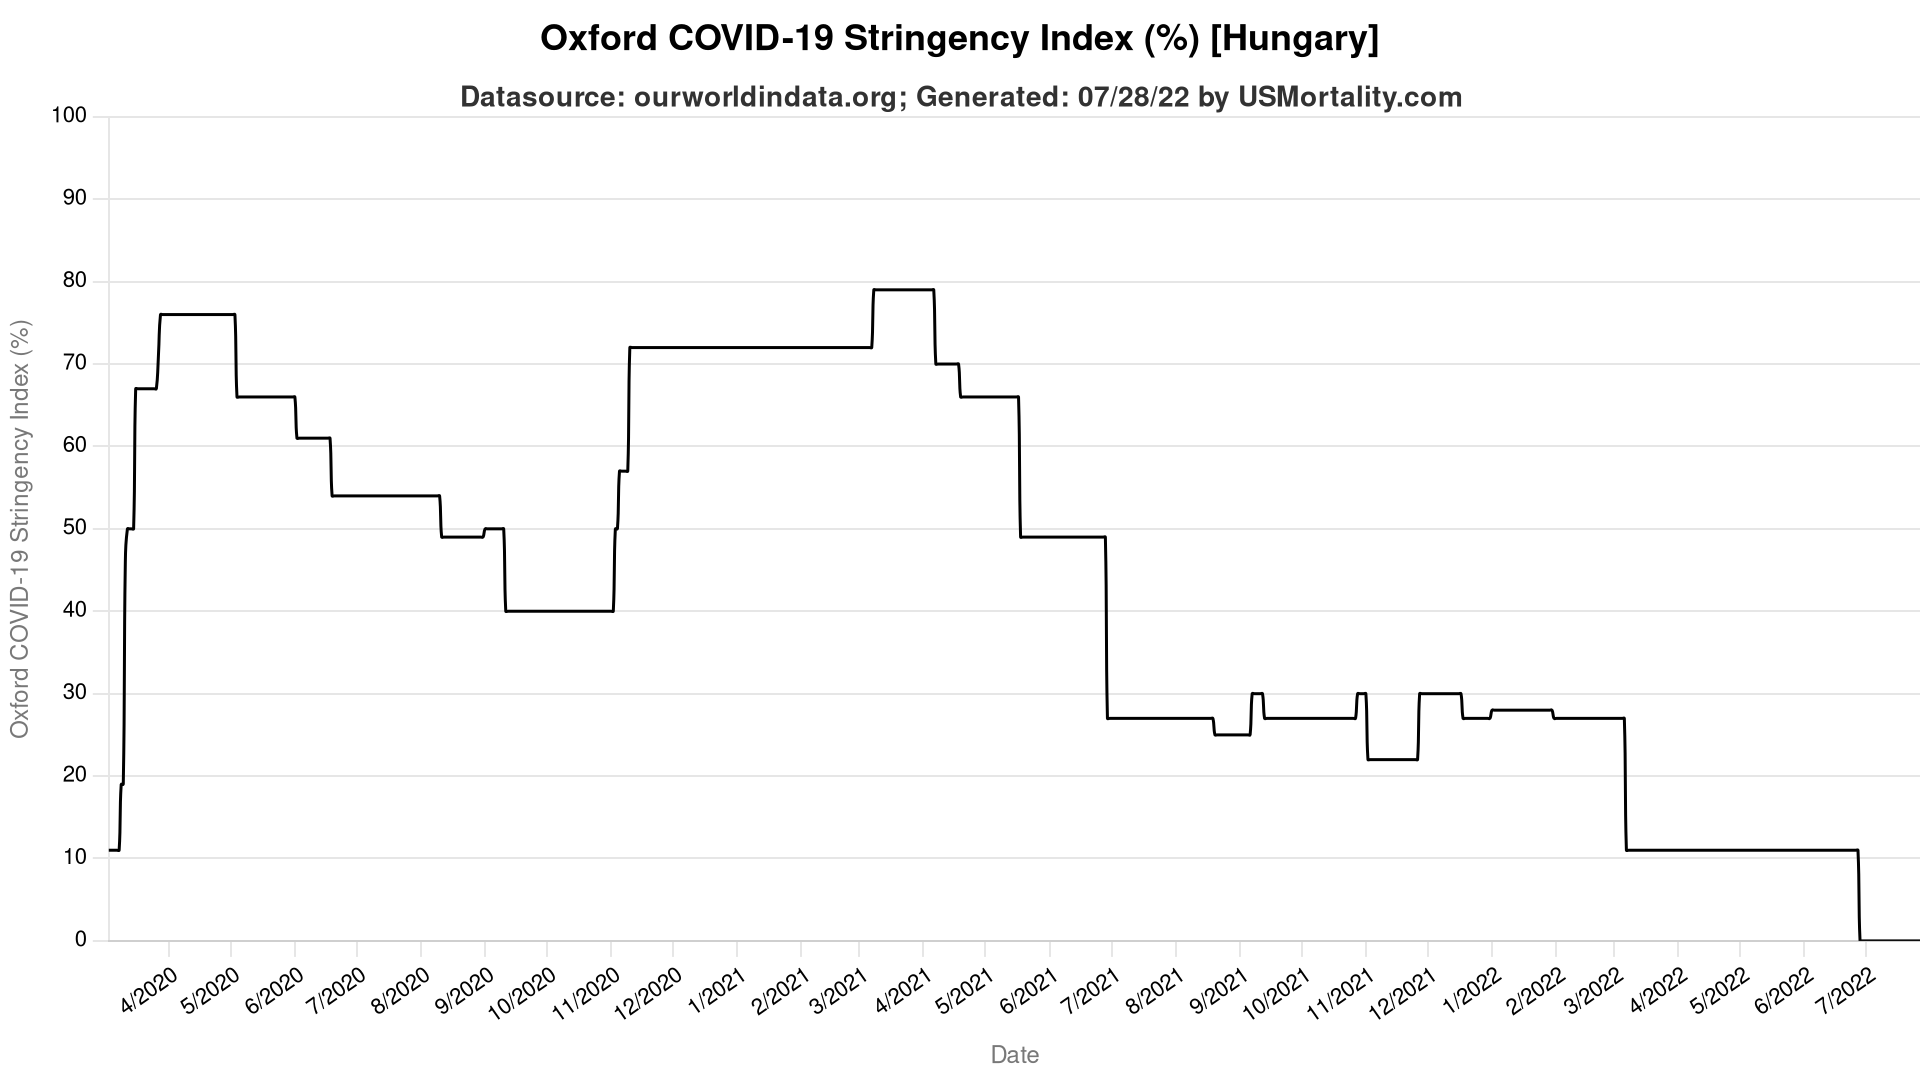 Oxford COVID-19 Stringency Index (%) [Hungary]
Datasource: ourworldindata.org; Generated: 07/28/22 by USMortality.com
Oxford COVID-19 Stringency Index (%)
100
90
80
70
60
50
40
30
20
10
0
4/2020 5/2020 6/2020 7/2020 8/2020 9/2020 10/2020 11/2020 12/2020 1/2021 2/2021 3/2021 4/2021 5/2021 6/2021 7/2021 8/2021 9/2021 10/2021 11/2021 12/2021 1/2022 2/2022 3/2022 4/2022 5/2022 6/2022 7/2022
Date